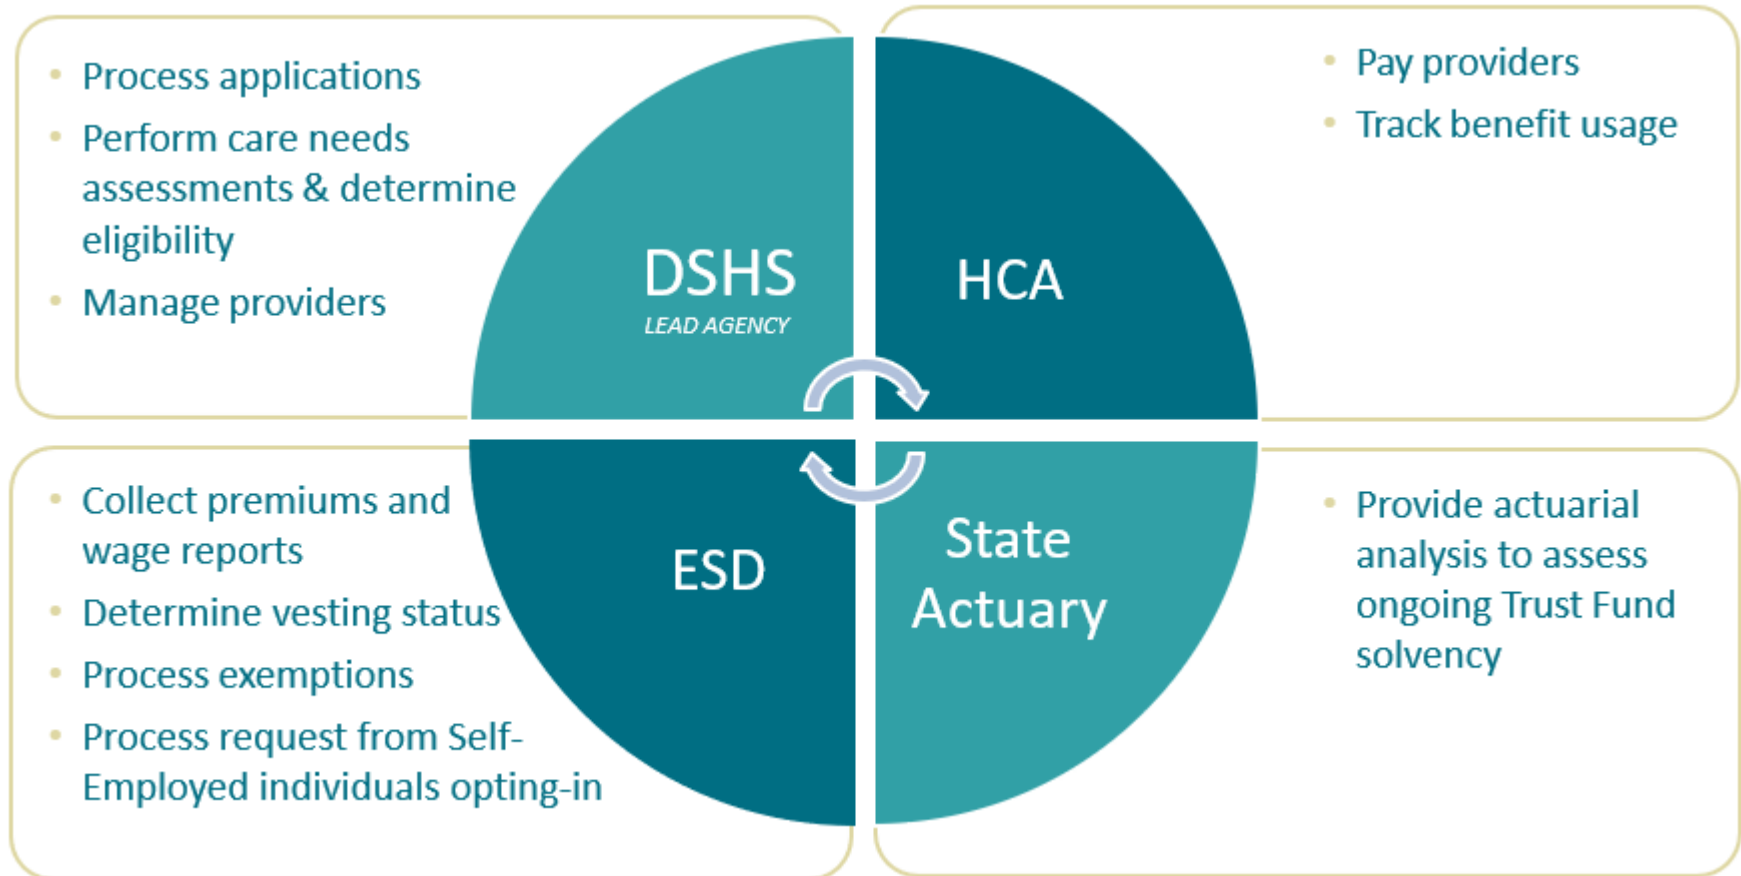 • Process applications
• Perform care needs
assessments & determine
eligibility
• Manage providers
DSHS
LEAD AGENCY
HCA
• Pay providers
• Track benefit usage
• Collect premiums and
wage reports
• Determine vesting status
• Process exemptions
• Process request from Self-
Employed individuals opting-in
ESD
State
Actuary
• Provide actuarial
analysis to assess
ongoing Trust Fund
solvency